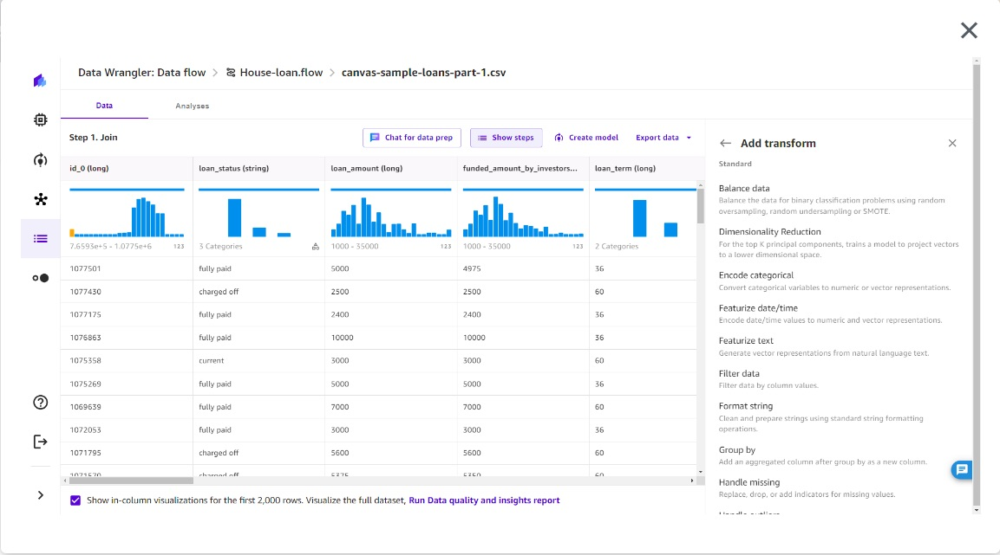 Data Wrangler: Data flow > House-loan.flow > canvas-sample-loans-part-1.csv
Data Analyses
Step 1. Join Chat for data prep Show steps Create model Export data
id_0 (long) loan_status (string) loan_amount (long) funded_amount_by_investors... loan_term (long)
7.6593e+5 - 1.0775e+6 123 3 Categories 1000 - 35000 123 1000 - 35000 123 2 Categories
1077501 fully paid 5000 4975 36
1077430 charged off 2500 2500 60
1077175 fully paid 2400 2400 36
1076863 fully paid 10000 10000 36
1075358 current 3000 3000 60
1075269 fully paid 5000 5000 36
1069639 fully paid 7000 7000 60
1072053 fully paid 3000 3000 36
1071795 charged off 5600 5600 60
1071570 charged off 5375 5350 60
Show in-column visualizations for the first 2,000 rows. Visualize the full dataset, Run Data quality and insights report
Add transform
Standard
Balance data
Balance the data for binary classification problems using random
oversampling, random undersampling or SMOTE.
Dimensionality Reduction
For the top K principal components, trains a model to project vectors
to a lower dimensional space.
Encode categorical
Convert categorical variables to numeric or vector representations.
Featurize date/time
Encode date/time values to numeric and vector representations.
Featurize text
Generate vector representations from natural language text.
Filter data
Filter data by column values.
Format string
Clean and prepare strings using standard string formatting
operations.
Group by
Add an aggregated column after group by as a new column.
Handle missing
Replace, drop, or add indicators for missing values.
Handle outliers